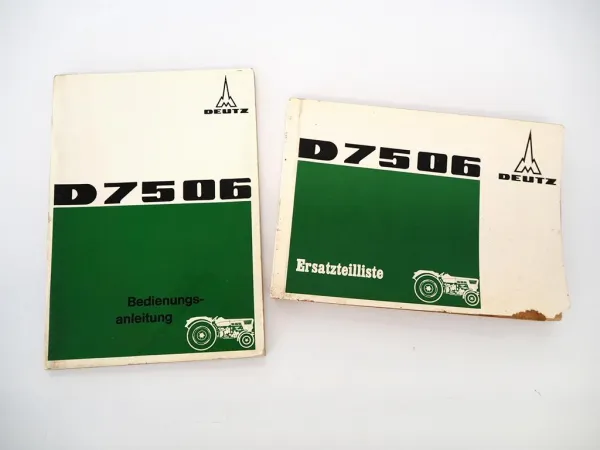 DEUTZ
D7506
Bedienungs-
anleitung
DEUTZ
D7506
Ersatzteilliste